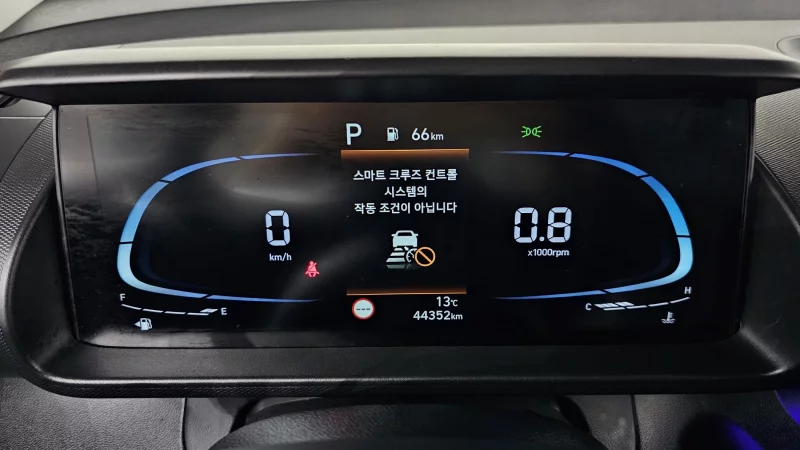 P 66km
스마트 크루즈 컨트롤
시스템의
작동 조건이 아닙니다
0
km/h
0.8
x1000rpm
F E
C H
---
13℃
44352km